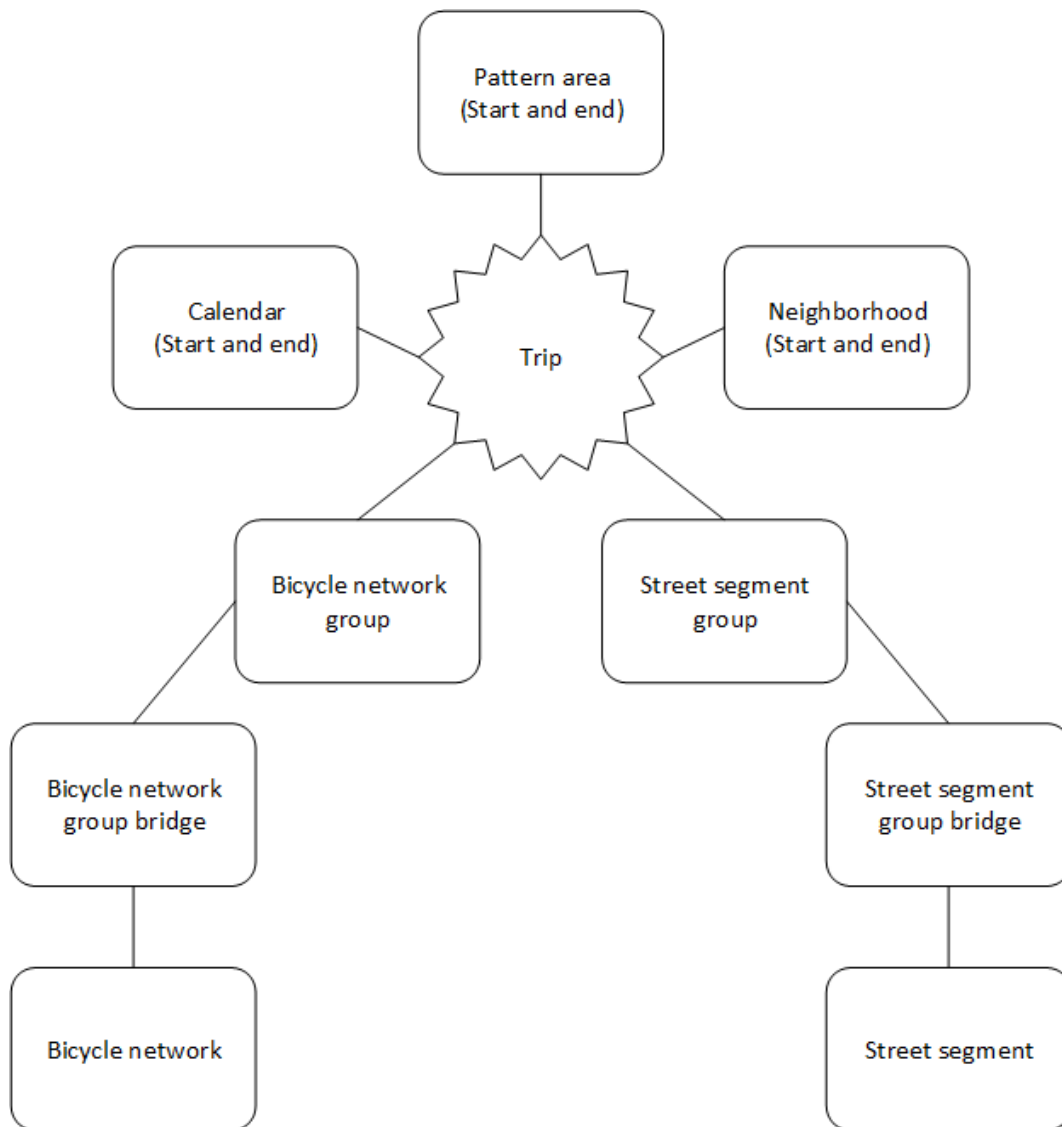 Pattern area
(Start and end)
Calendar
(Start and end)
Neighborhood
(Start and end)
Trip
Bicycle network
group
Street segment
group
Bicycle network
group bridge
Street segment
group bridge
Bicycle network
Street segment